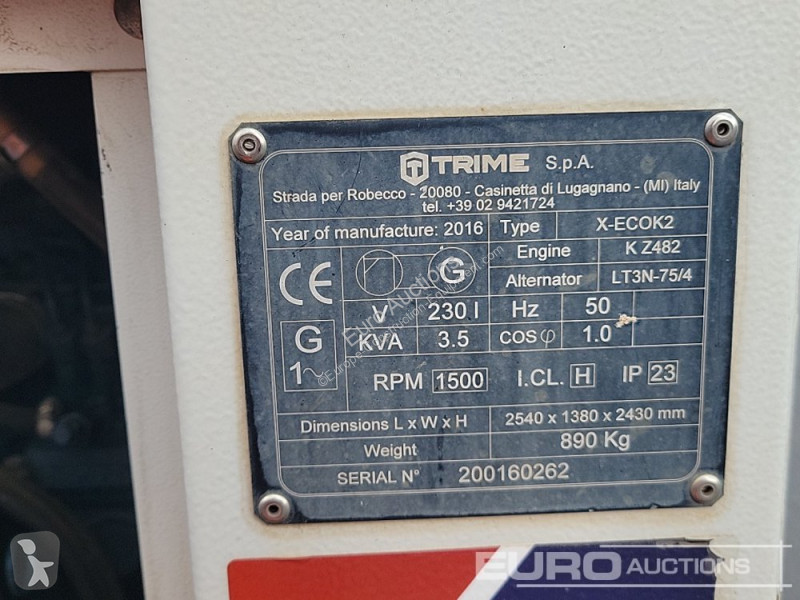 TRIME S.p.A.
Strada per Robecco - 20080 - Casinetta di Lugagnano - (MI) Italy
tel. +39 02 9421724
Year of manufacture: 2016 Type X-ECOK2
Engine K Z482
Alternator LT3N-75/4
CE
G
V 230 I Hz 50
KVA 3.5 COS φ 1.0
G
1~
RPM 1500 I.CL. H IP 23
Dimensions L x W x H 2540 x 1380 x 2430 mm
Weight 890 Kg
SERIAL N° 200160262
Euro Auctions
EURO AUCTIONS